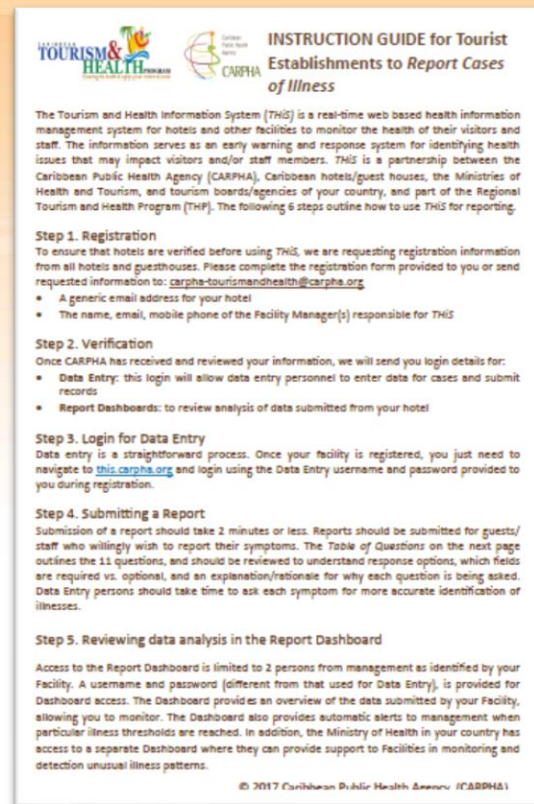 CARIBBEAN
TOURISM&
HEALTH PROGRAM
Caribbean
Public Health
Agency
CARPHA
INSTRUCTION GUIDE for Tourist
Establishments to Report Cases
of Illness
The Tourism and Health Information System (THiS) is a real-time web based health information
management system for hotels and other facilities to monitor the health of their visitors and
staff. The information serves as an early warning and response system for identifying health
issues that may impact visitors and/or staff members. THiS is a partnership between the
Caribbean Public Health Agency (CARPHA), Caribbean hotels/guest houses, the Ministries of
Health and Tourism, and tourism boards/agencies of your country, and part of the Regional
Tourism and Health Program (THP). The following 6 steps outline how to use THiS for reporting.
Step 1. Registration
To ensure that hotels are verified before using THiS, we are requesting registration information
from all hotels and guesthouses. Please complete the registration form provided to you or send
requested information to: carpha-tourismandhealth@carpha.org
• A generic email address for your hotel
• The name, email, mobile phone of the Facility Manager(s) responsible for THiS
Step 2. Verification
Once CARPHA has received and reviewed your information, we will send you login details for:
• Data Entry: this login will allow data entry personnel to enter data for cases and submit
records
• Report Dashboards: to review analysis of data submitted from your hotel
Step 3. Login for Data Entry
Data entry is a straightforward process. Once your facility is registered, you just need to
navigate to this.carpha.org and login using the Data Entry username and password provided to
you during registration.
Step 4. Submitting a Report
Submission of a report should take 2 minutes or less. Reports should be submitted for guests/
staff who willingly wish to report their symptoms. The Table of Questions on the next page
outlines the 11 questions, and should be reviewed to understand response options, which fields
are required vs. optional, and an explanation/rationale for why each question is being asked.
Data Entry persons should take time to ask each symptom for more accurate identification of
illnesses.
Step 5. Reviewing data analysis in the Report Dashboard
Access to the Report Dashboard is limited to 2 persons from management as identified by your
Facility. A username and password (different from that used for Data Entry), is provided for
Dashboard access. The Dashboard provides an overview of the data submitted by your Facility,
allowing you to monitor. The Dashboard also provides automatic alerts to management when
particular illness thresholds are reached. In addition, the Ministry of Health in your country has
access to a separate Dashboard where they can provide support to Facilities in monitoring and
detection unusual illness patterns.
© 2017 Caribbean Public Health Agency (CARPHA)